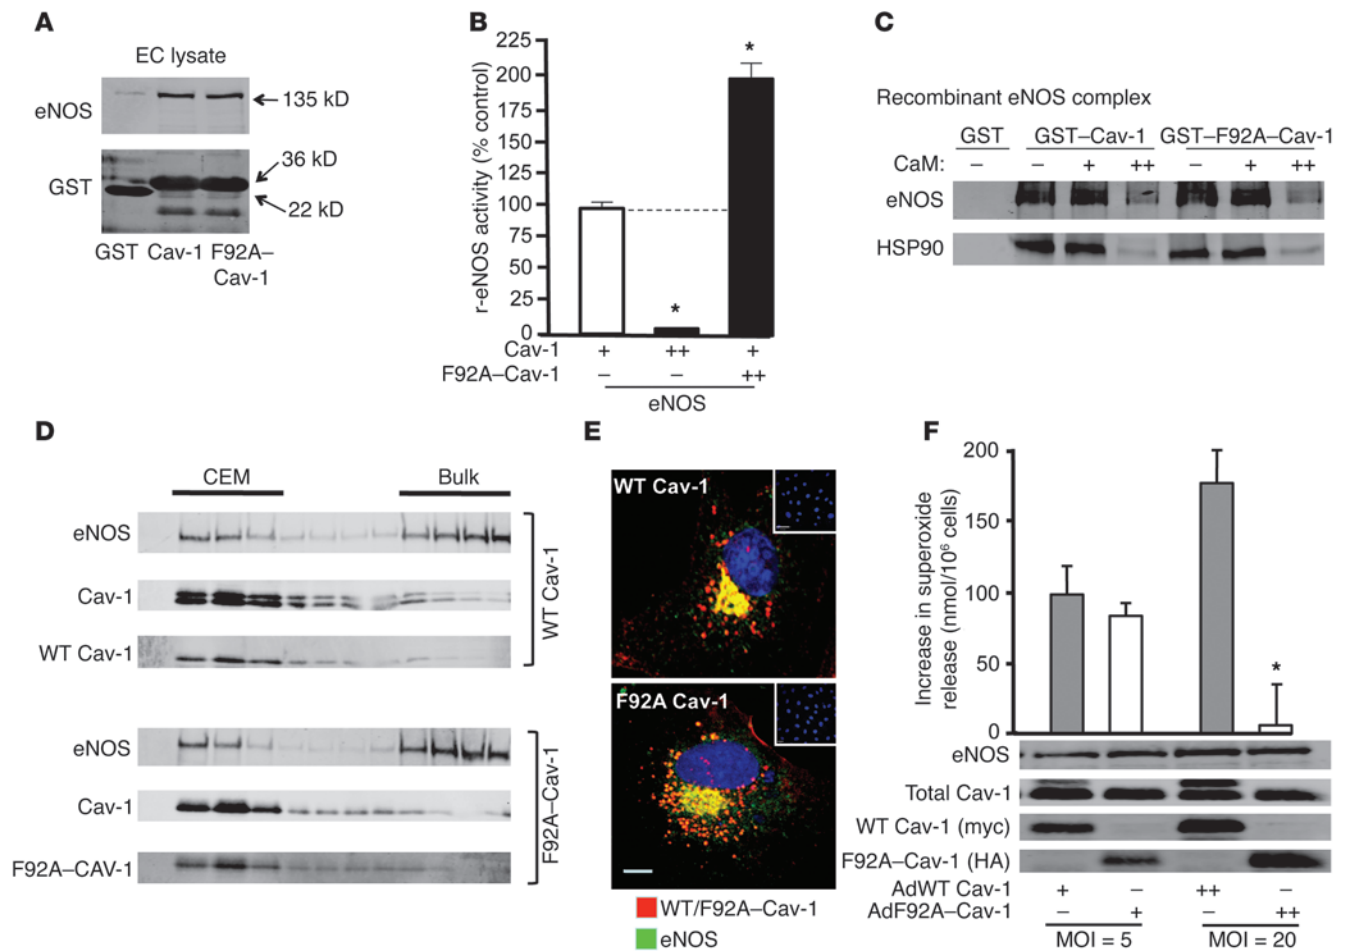 A
EC lysate
eNOS
135 kD
GST
36 kD
22 kD
GST Cav-1 F92A–
Cav-1
B
r-eNOS activity (% control)
225
200
175
150
125
100
75
50
25
0
*
*
Cav-1 + ++ +
F92A–Cav-1 – – ++
eNOS
C
Recombinant eNOS complex
GST GST–Cav-1 GST–F92A–Cav-1
CaM: – – + ++ – + ++
eNOS
HSP90
D
CEM Bulk
eNOS
Cav-1
WT Cav-1
WT Cav-1
eNOS
Cav-1
F92A–CAV-1
F92A–Cav-1
E
WT Cav-1
F92A Cav-1
WT/F92A–Cav-1
eNOS
F
Increase in superoxide
release (nmol/10⁶ cells)
200
150
100
50
0
*
eNOS
Total Cav-1
WT Cav-1 (myc)
F92A–Cav-1 (HA)
AdWT Cav-1 + – ++ –
AdF92A–Cav-1 – + – ++
MOI = 5 MOI = 20